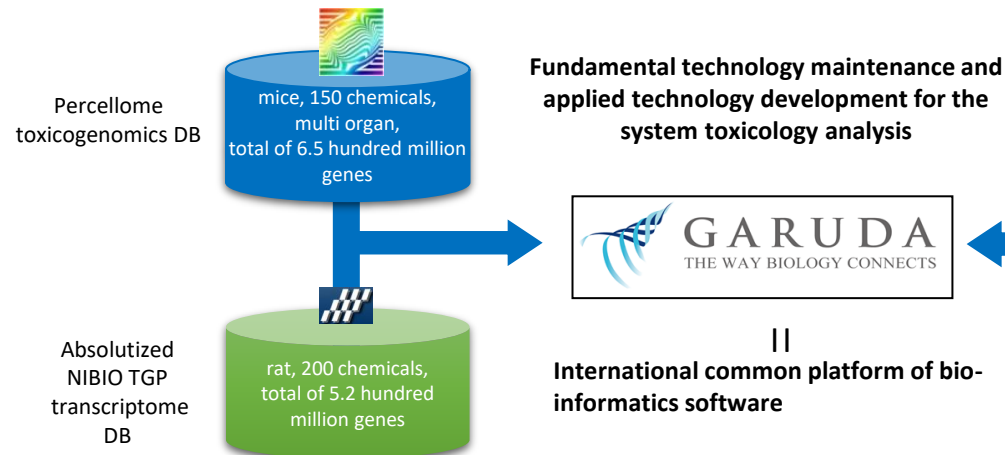 Percellome
toxicogenomics DB
mice, 150 chemicals,
multi organ,
total of 6.5 hundred million
genes
Fundamental technology maintenance and
applied technology development for the
system toxicology analysis
GARUDA
THE WAY BIOLOGY CONNECTS
Absolutized
NIBIO TGP
transcriptome
DB
rat, 200 chemicals,
total of 5.2 hundred
million genes
||
International common platform of bio-
informatics software